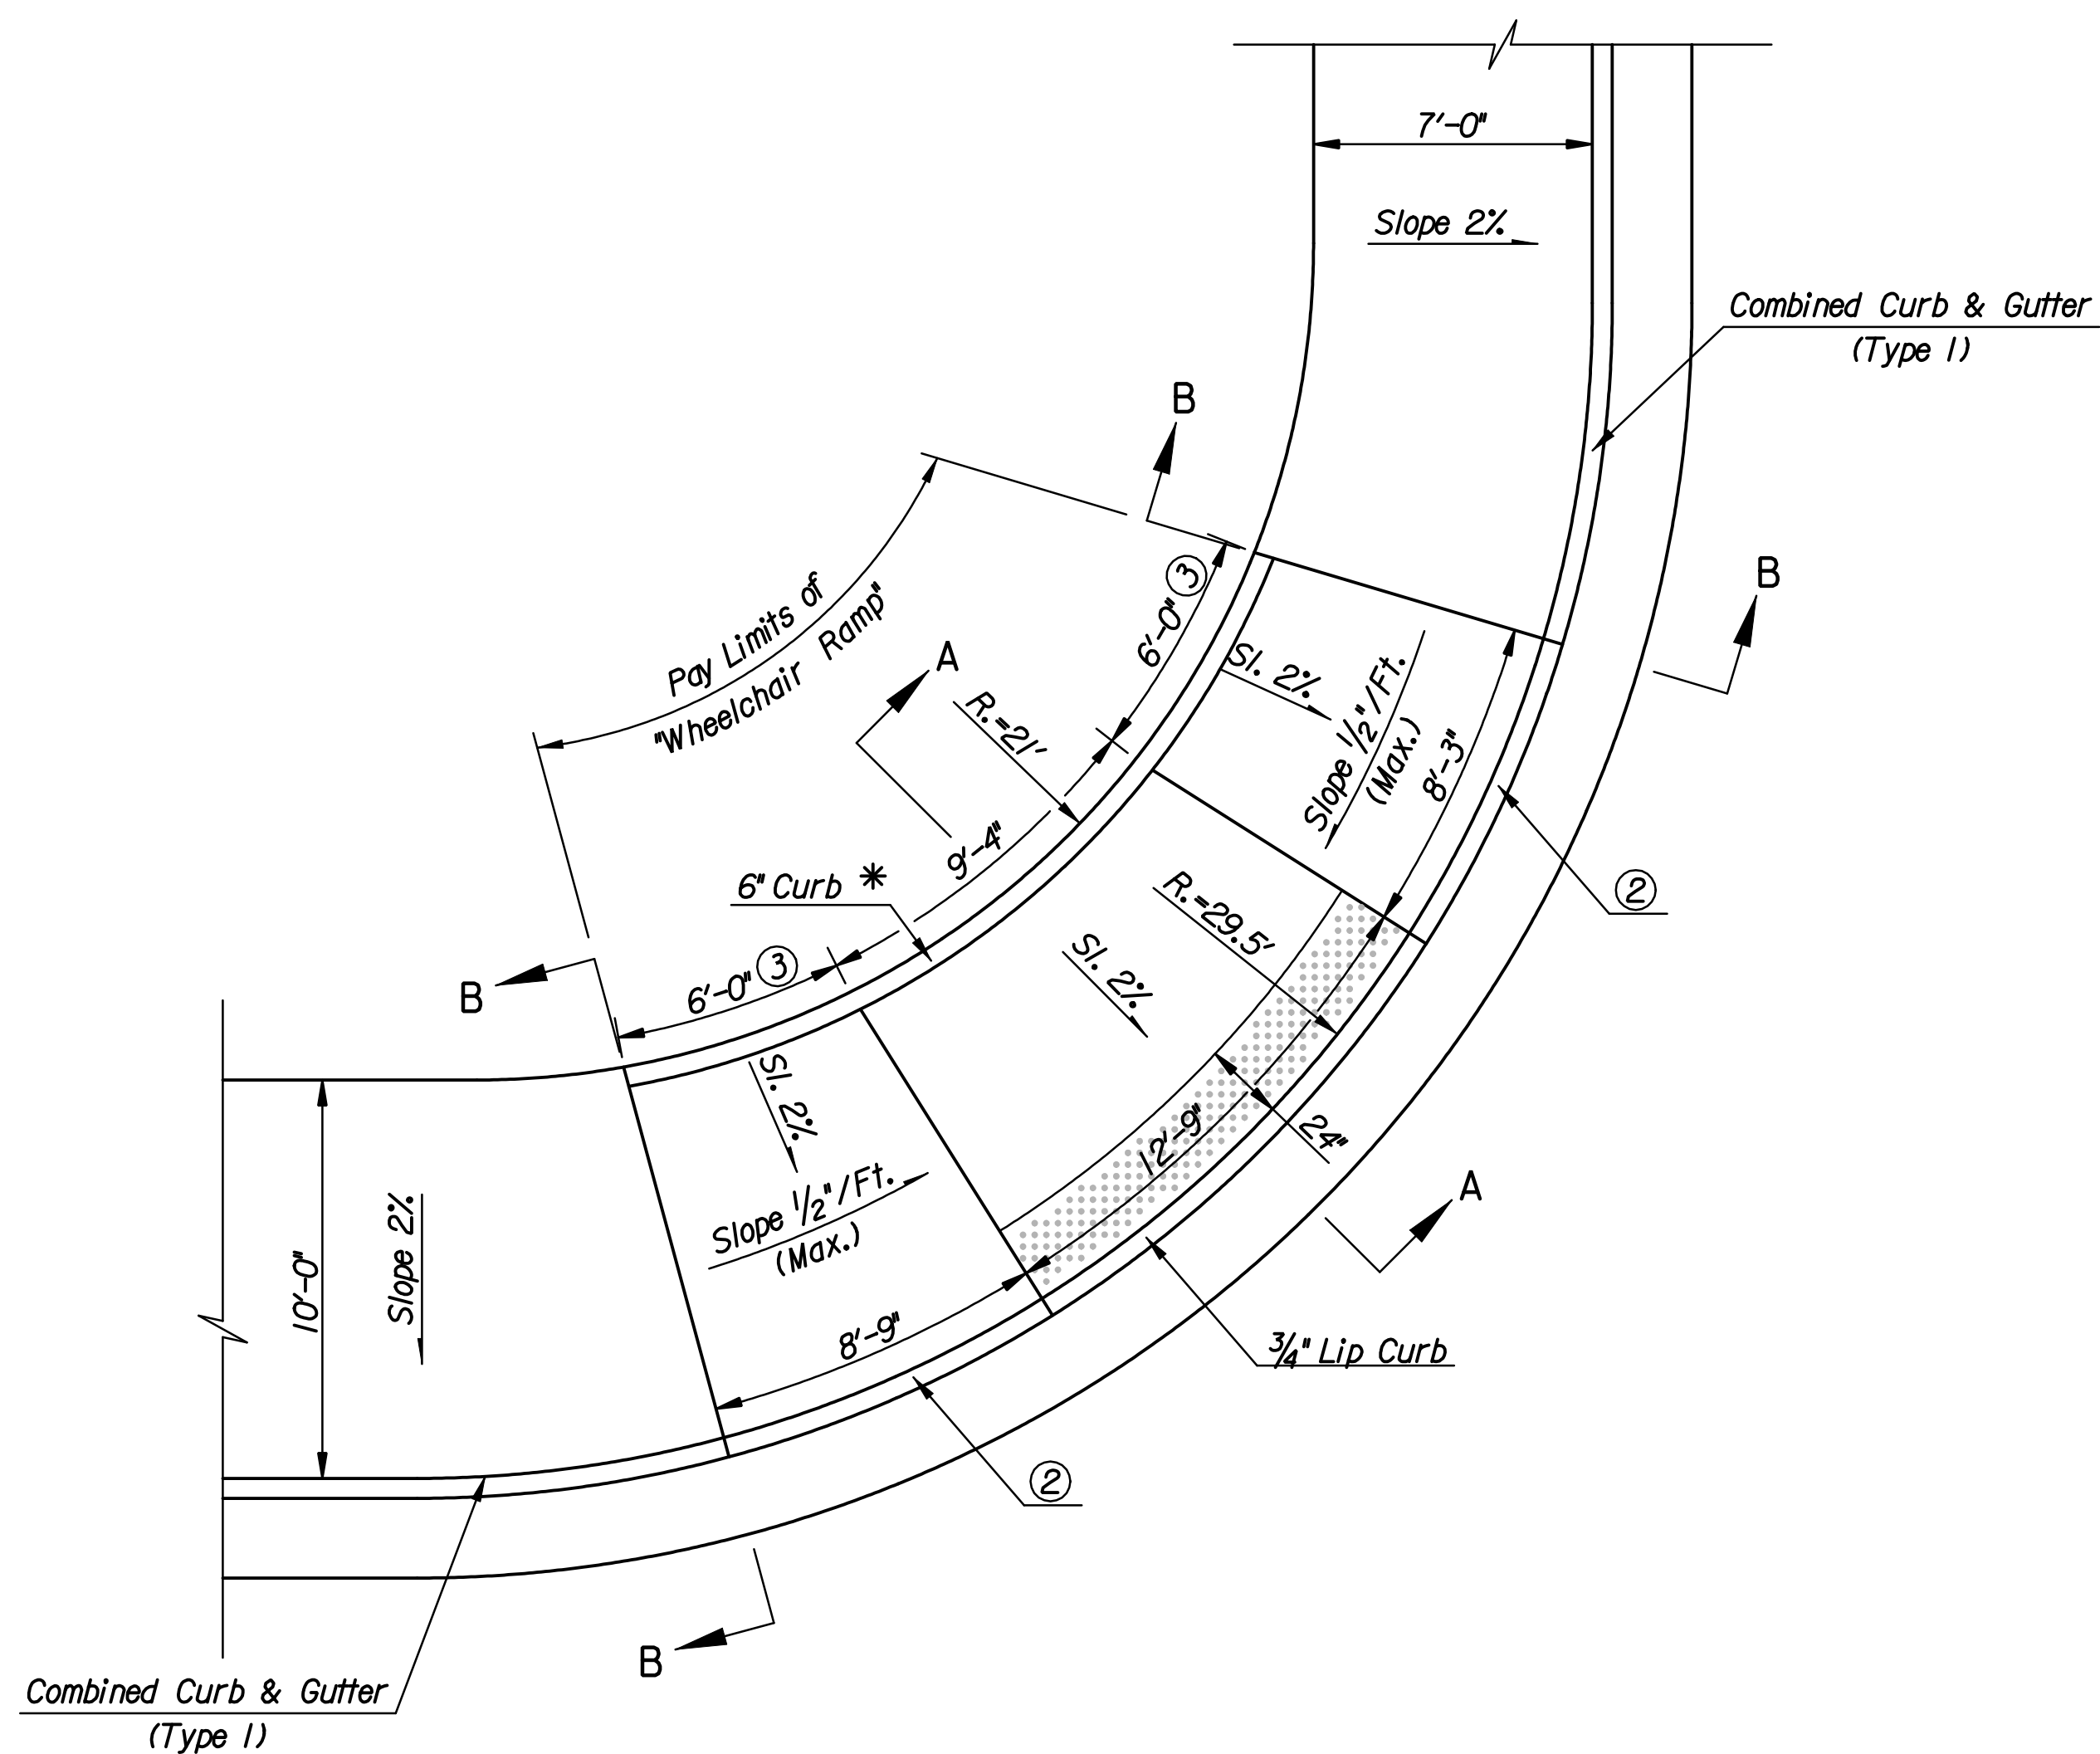 7'-0"
Slope 2%
Combined Curb & Gutter
(Type I)
B
B
Pay Limits of
"Wheelchair Ramp"
A
6'-0" 3
R.=21'
Sl. 2%
Slope 1/2"/Ft.
(Max.)
8'-3"
9'-4"
6" Curb *
R.=29.5'
2
Sl. 2%
6'-0" 3
B
Sl. 2%
12'-9"
24"
A
Slope 1/2"/Ft.
(Max.)
10'-0"
Slope 2%
8'-9"
3/4" Lip Curb
2
B
Combined Curb & Gutter
(Type I)